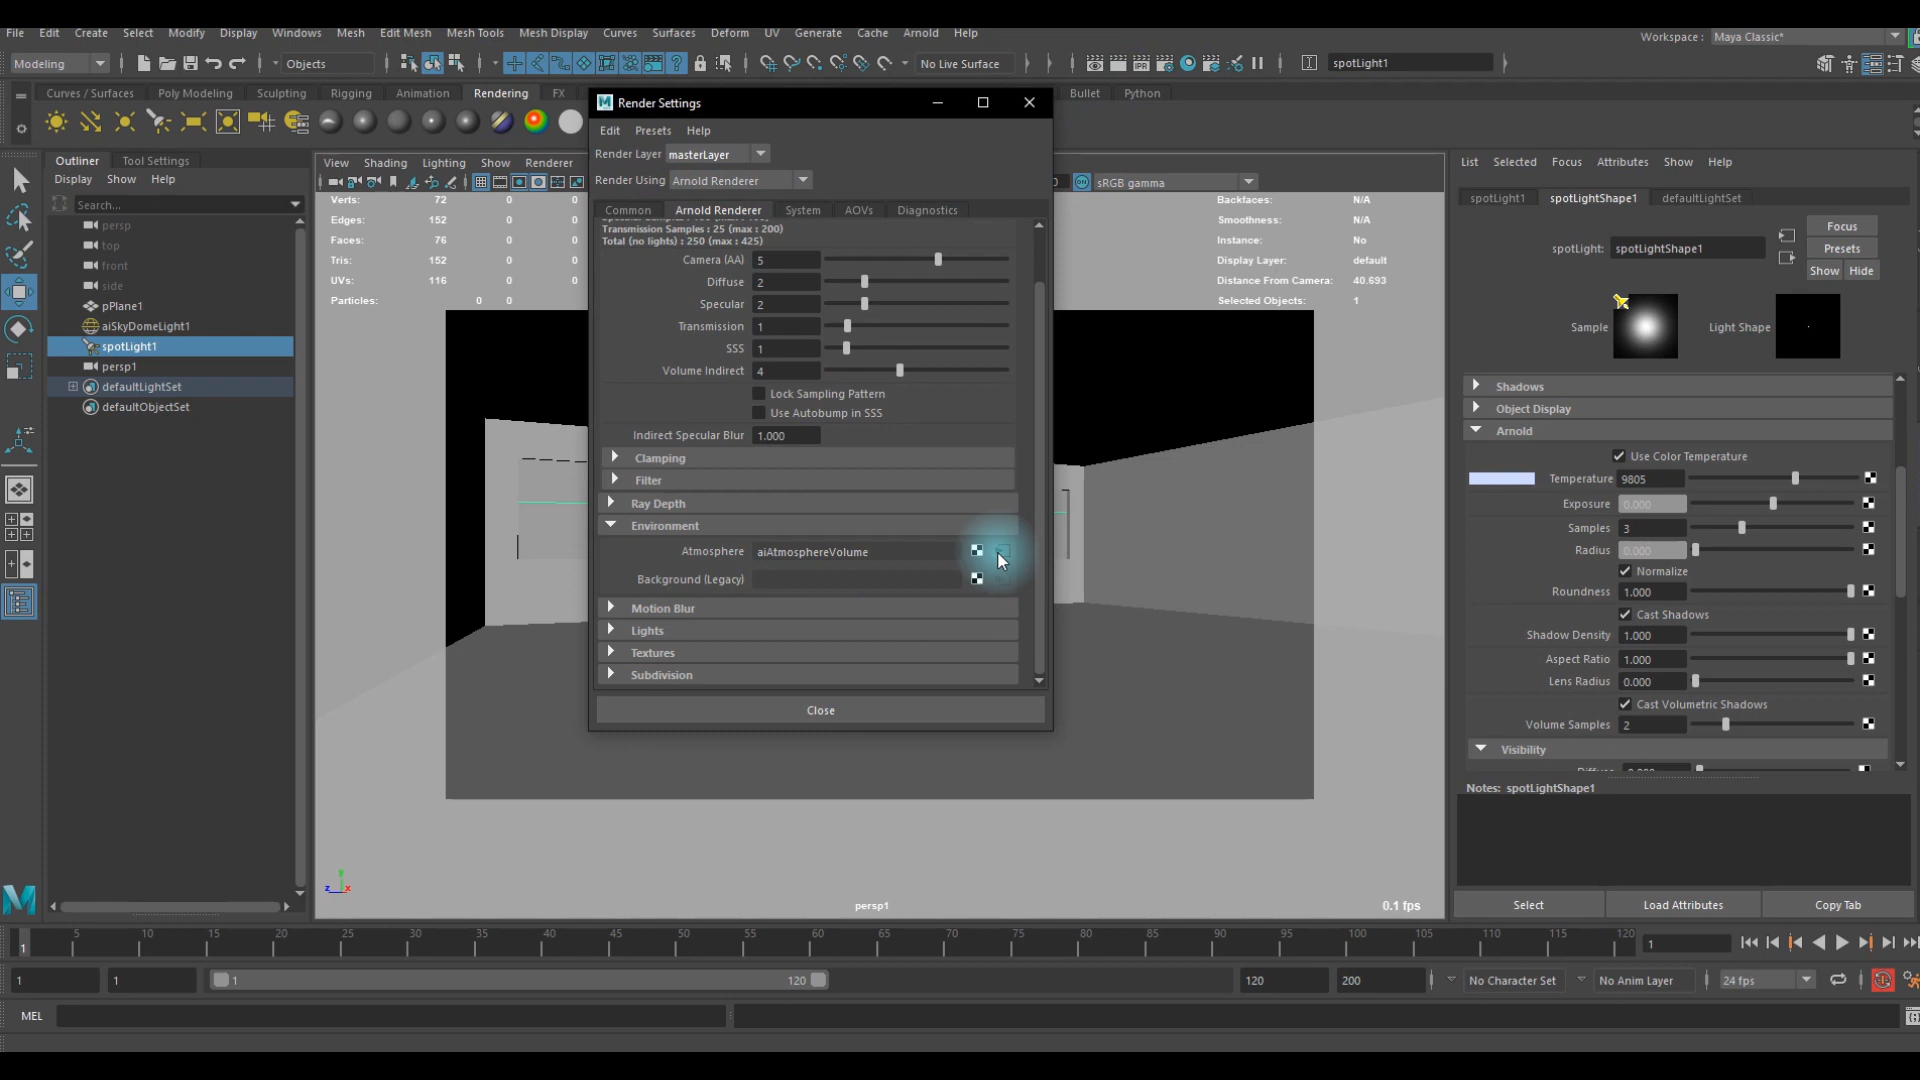 File Edit Create Select Modify Display Windows Mesh Edit Mesh Mesh Tools Mesh Display Curves Surfaces Deform UV Generate Cache Arnold Help
Workspace : Maya Classic*
Modeling Objects No Live Surface spotLight1
Curves / Surfaces Poly Modeling Sculpting Rigging Animation Rendering FX Bullet Python
Render Settings
Edit Presets Help
Render Layer masterLayer
Render Using Arnold Renderer
Common Arnold Renderer System AOVs Diagnostics
Transmission Samples : 25 (max : 200)
Total (no lights) : 250 (max : 425)
Camera (AA) 5
Diffuse 2
Specular 2
Transmission 1
SSS 1
Volume Indirect 4
Lock Sampling Pattern
Use Autobump in SSS
Indirect Specular Blur 1.000
Clamping
Filter
Ray Depth
Environment
Atmosphere aiAtmosphereVolume
Background (Legacy)
Motion Blur
Lights
Textures
Subdivision
Close
Outliner Tool Settings
Display Show Help
Search...
persp
top
front
side
pPlane1
aiSkyDomeLight1
spotLight1
persp1
defaultLightSet
defaultObjectSet
View Shading Lighting Show Renderer
0 sRGB gamma
Verts: 72 0 0
Edges: 152 0 0
Faces: 76 0 0
Tris: 152 0 0
UVs: 116 0 0
Particles: 0 0
Backfaces: N/A
Smoothness: N/A
Instance: No
Display Layer: default
Distance From Camera: 40.693
Selected Objects: 1
persp1
0.1 fps
z y x
List Selected Focus Attributes Show Help
spotLight1 spotLightShape1 defaultLightSet
Focus
spotLight: spotLightShape1 Presets
Show Hide
Sample Light Shape
Shadows
Object Display
Arnold
Use Color Temperature
Temperature 9805
Exposure 0.000
Samples 3
Radius 0.000
Normalize
Roundness 1.000
Cast Shadows
Shadow Density 1.000
Aspect Ratio 1.000
Lens Radius 0.000
Cast Volumetric Shadows
Volume Samples 2
Visibility
Notes: spotLightShape1
Select Load Attributes Copy Tab
1 5 10 15 20 25 30 35 40 45 50 55 60 65 70 75 80 85 90 95 100 105 110 115 120 1
1 1 1 120 120 200 No Character Set No Anim Layer 24 fps
MEL